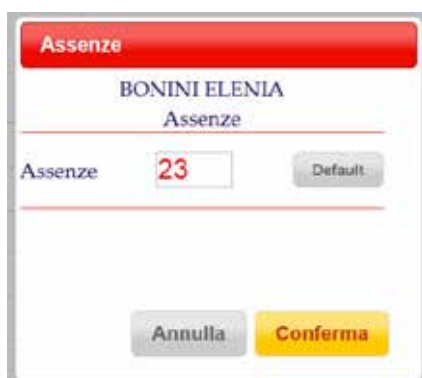 Assenze
BONINI ELENIA
Assenze
Assenze 23 Default
Annulla Conferma